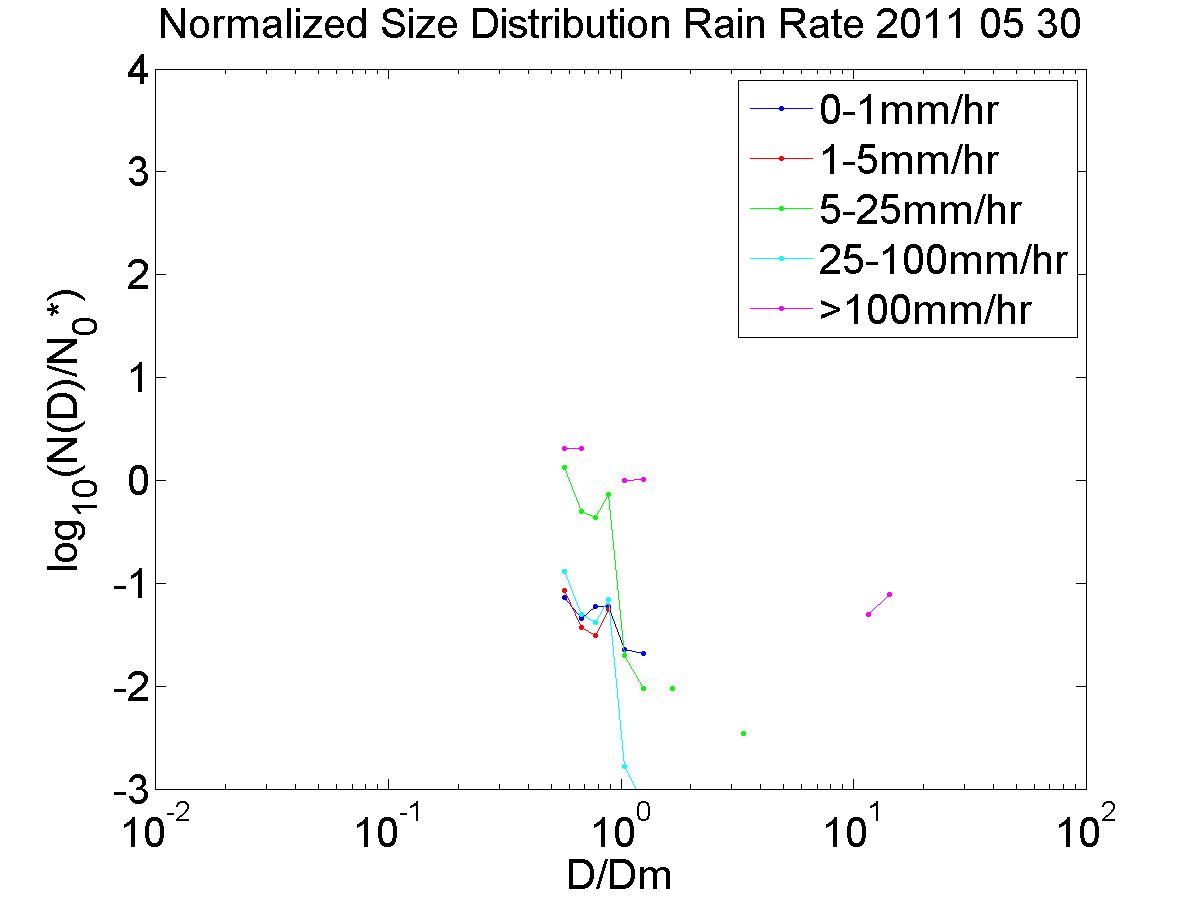 Normalized Size Distribution Rain Rate 2011 05 30
4
3
2
1
0
-1
-2
-3
log₁₀(N(D)/N₀*)
0-1mm/hr
1-5mm/hr
5-25mm/hr
25-100mm/hr
>100mm/hr
10⁻² 10⁻¹ 10⁰ 10¹ 10²
D/Dm